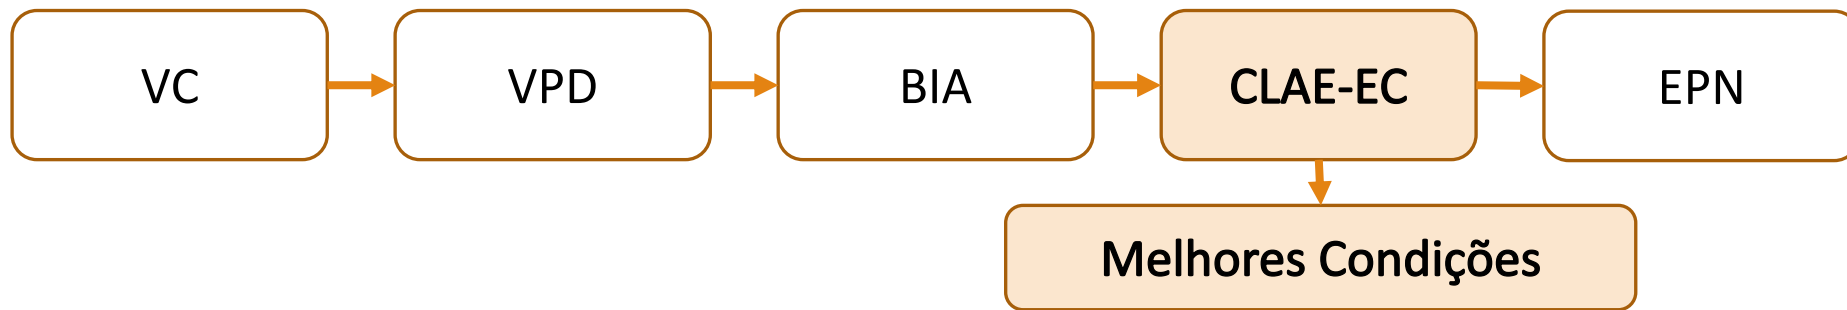 VC
VPD
BIA
CLAE-EC
EPN
Melhores Condições